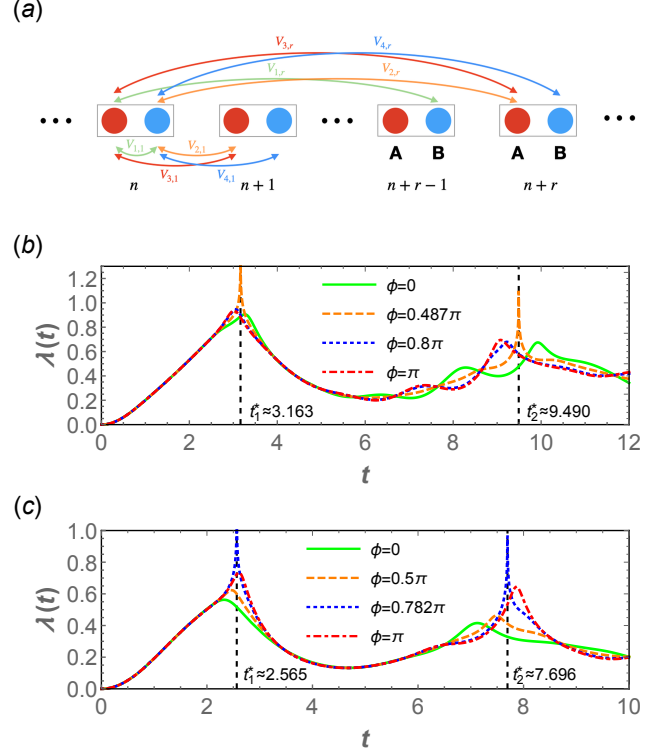 (a)
V3,r V4,r
V1,r V2,r
... ... ...
V1,1 V2,1 A B A B
V3,1 V4,1
n n + 1 n + r − 1 n + r
(b)
λ(t)
1.2
1.0
0.8
0.6
0.4
0.2
0.0
ϕ=0
ϕ=0.487π
ϕ=0.8π
ϕ=π
t1*≈3.163 t2*≈9.490
0 2 4 6 8 10 12
t
(c)
λ(t)
1.0
0.8
0.6
0.4
0.2
0.0
ϕ=0
ϕ=0.5π
ϕ=0.782π
ϕ=π
t1*≈2.565 t2*≈7.696
0 2 4 6 8 10
t